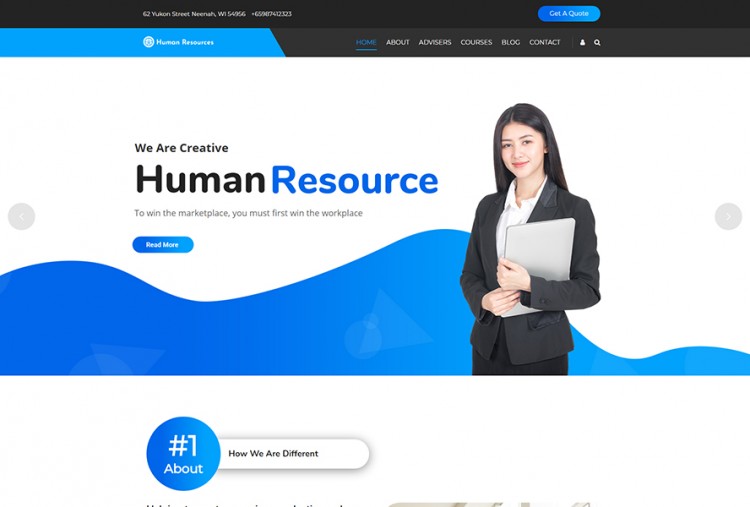 62 Yukon Street Neenah, WI 54956 +65987412323
Get A Quote
Human Resources
HOME ABOUT ADVISERS COURSES BLOG CONTACT
We Are Creative
Human Resource
To win the marketplace, you must first win the workplace
Read More
#1
About
How We Are Different